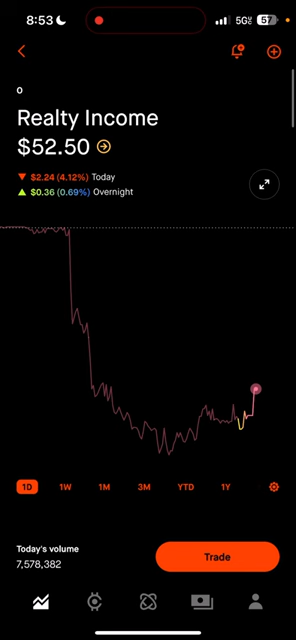 8:53
5G
57
O
Realty Income
$52.50
▼ $2.24 (4.12%) Today
▲ $0.36 (0.69%) Overnight
1D 1W 1M 3M YTD 1Y
Today's volume
7,578,382
Trade